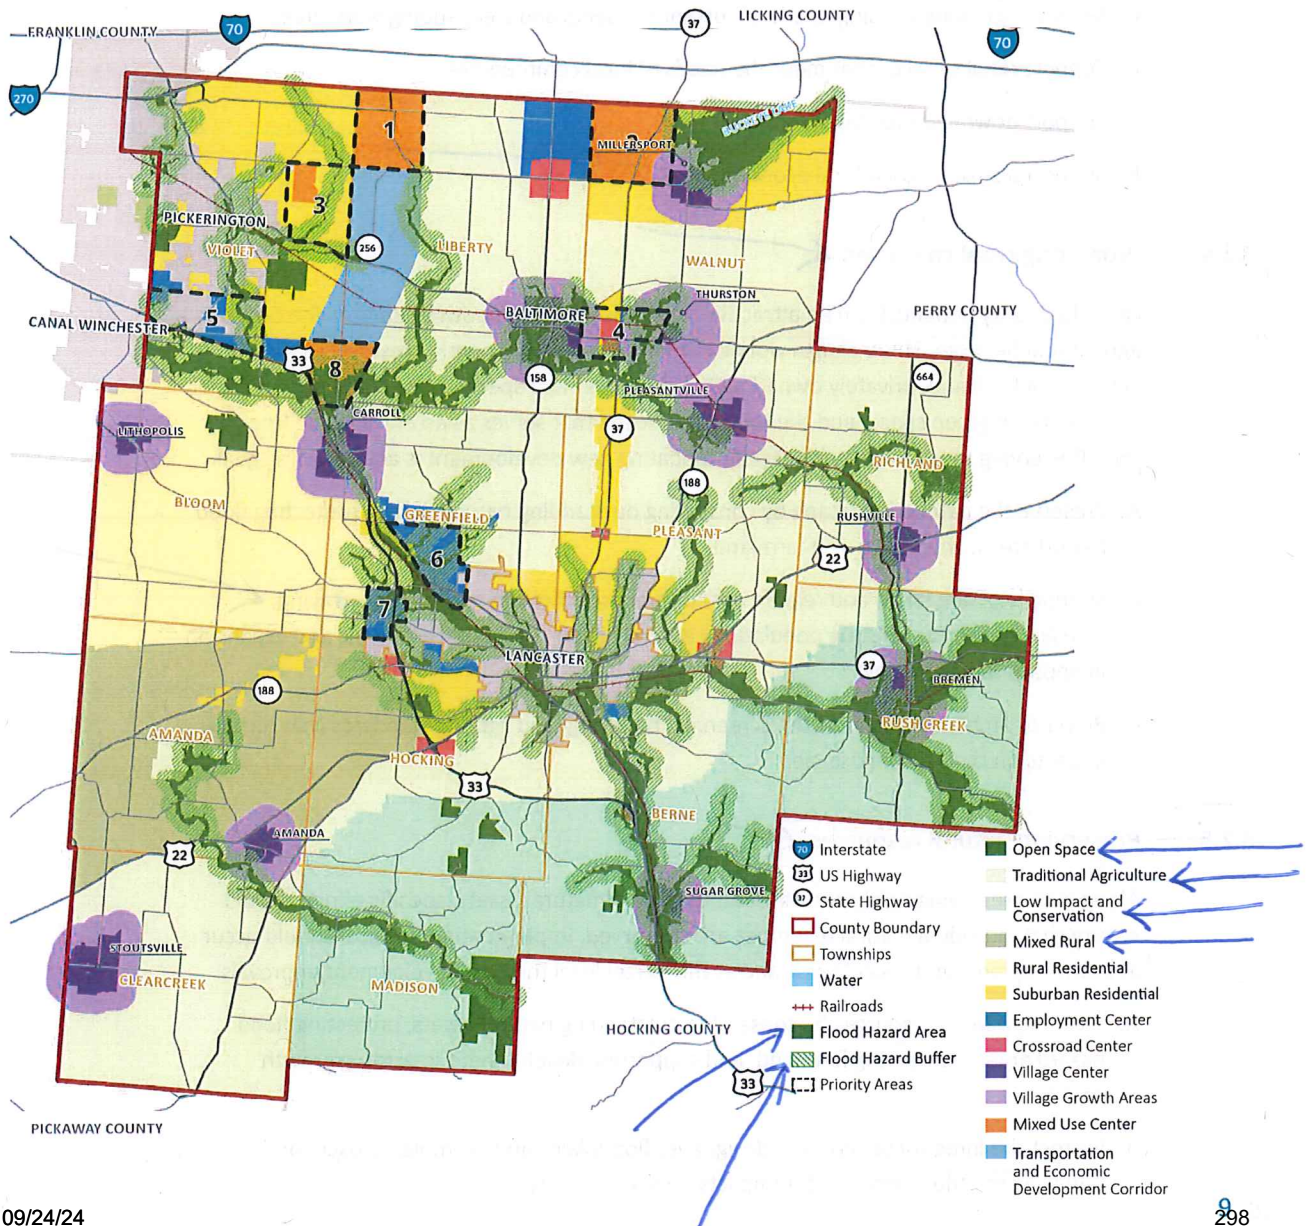 FRANKLIN COUNTY
70
37
LICKING COUNTY
70
270
BUCKEYE LAKE
1
2
MILLERSPORT
3
PICKERINGTON
VIOLET
256
LIBERTY
WALNUT
THURSTON
BALTIMORE
PERRY COUNTY
5
4
CANAL WINCHESTER
33
8
158
664
PLEASANTVILLE
CARROLL
37
LITHOPOLIS
RICHLAND
188
BLOOM
GREENFIELD
RUSHVILLE
PLEASANT
6
22
7
LANCASTER
37
BREMEN
188
RUSH CREEK
AMANDA
HOCKING
33
BERNE
AMANDA
22
SUGAR GROVE
STOUTSVILLE
CLEARCREEK
MADISON
HOCKING COUNTY
33
PICKAWAY COUNTY
70 Interstate
33 US Highway
37 State Highway
County Boundary
Townships
Water
Railroads
Flood Hazard Area
Flood Hazard Buffer
Priority Areas
Open Space
Traditional Agriculture
Low Impact and
Conservation
Mixed Rural
Rural Residential
Suburban Residential
Employment Center
Crossroad Center
Village Center
Village Growth Areas
Mixed Use Center
Transportation
and Economic
Development Corridor
9
09/24/24
298